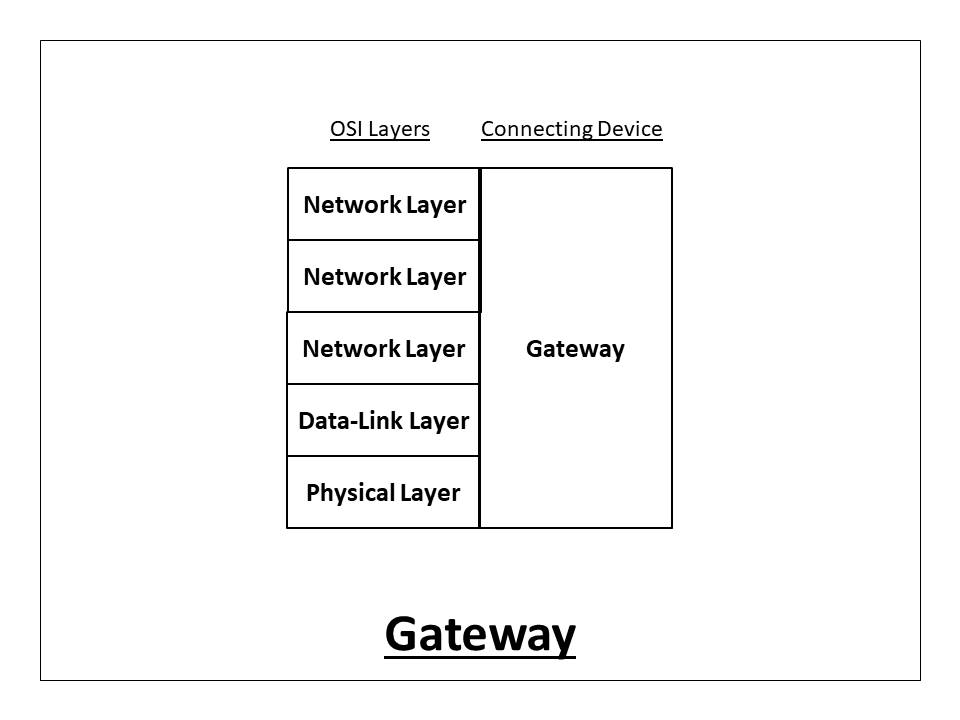 OSI Layers Connecting Device
Network Layer
Network Layer
Network Layer Gateway
Data-Link Layer
Physical Layer
Gateway